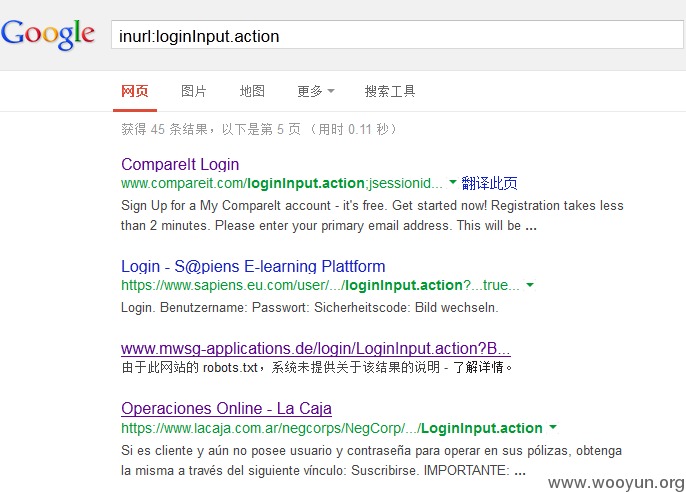 Google
inurl:loginInput.action
网页 图片 地图 更多 搜索工具
获得 45 条结果，以下是第 5 页 （用时 0.11 秒）
CompareIt Login
www.compareit.com/loginInput.action;jsessionid... 翻译此页
Sign Up for a My CompareIt account - it's free. Get started now! Registration takes less
than 2 minutes. Please enter your primary email address. This will be ...
Login - S@piens E-learning Plattform
https://www.sapiens.eu.com/user/.../loginInput.action?...true...
Login. Benutzername: Passwort: Sicherheitscode: Bild wechseln.
www.mwsg-applications.de/login/LoginInput.action?B...
由于此网站的 robots.txt，系统未提供关于该结果的说明 - 了解详情。
Operaciones Online - La Caja
https://www.lacaja.com.ar/negcorps/NegCorp/.../LoginInput.action
Si es cliente y aún no posee usuario y contraseña para operar en sus pólizas, obtenga
la misma a través del siguiente vínculo: Suscribirse. IMPORTANTE: ...
www.wooyun.org